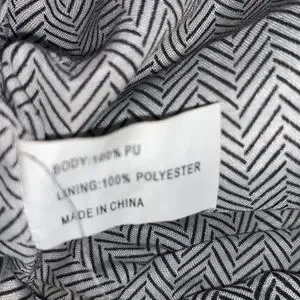 BODY:100% PU
LINING:100% POLYESTER
MADE IN CHINA